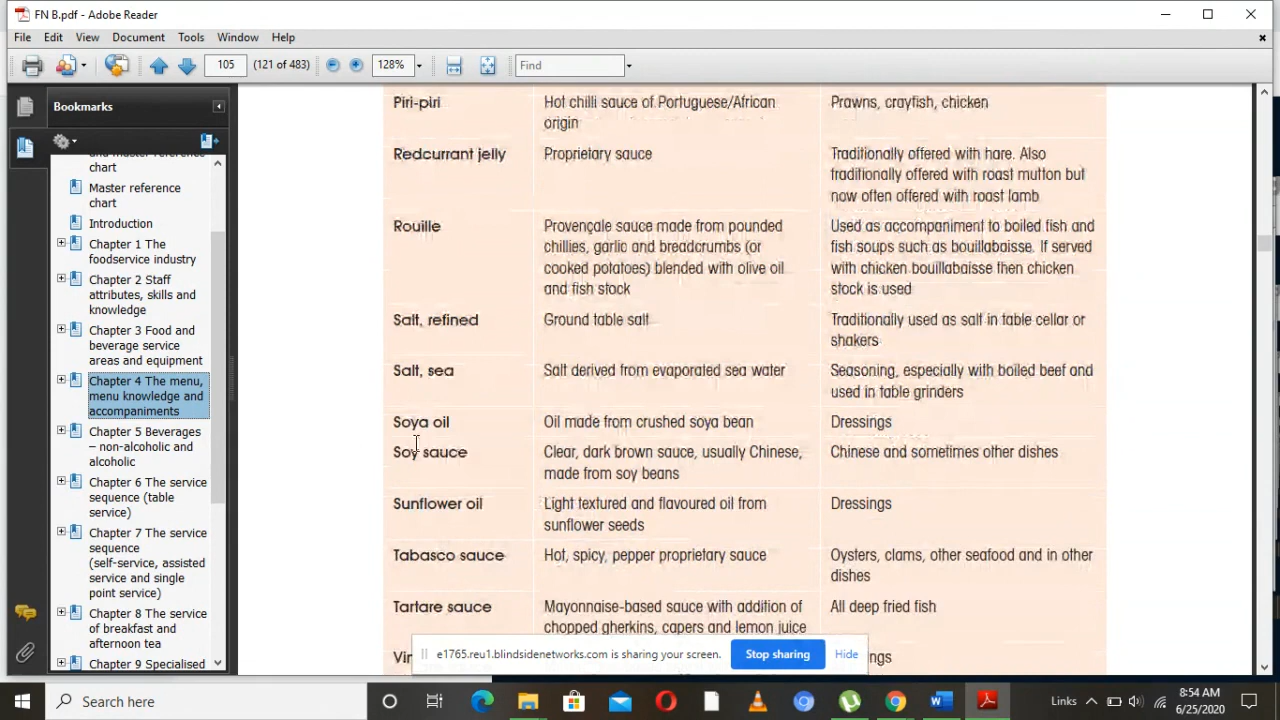 FN B.pdf - Adobe Reader
File Edit View Document Tools Window Help
105 (121 of 483) 128% Find
Bookmarks
and master reference
chart
Master reference
chart
Introduction
Chapter 1 The
foodservice industry
Chapter 2 Staff
attributes, skills and
knowledge
Chapter 3 Food and
beverage service
areas and equipment
Chapter 4 The menu,
menu knowledge and
accompaniments
Chapter 5 Beverages
– non-alcoholic and
alcoholic
Chapter 6 The service
sequence (table
service)
Chapter 7 The service
sequence
(self-service, assisted
service and single
point service)
Chapter 8 The service
of breakfast and
afternoon tea
Chapter 9 Specialised
Piri-piri Hot chilli sauce of Portuguese/African Prawns, crayfish, chicken
origin
Redcurrant jelly Proprietary sauce Traditionally offered with hare. Also
traditionally offered with roast mutton but
now often offered with roast lamb
Rouille Provençale sauce made from pounded Used as accompaniment to boiled fish and
chillies, garlic and breadcrumbs (or fish soups such as bouillabaisse. If served
cooked potatoes) blended with olive oil with chicken bouillabaisse then chicken
and fish stock stock is used
Salt, refined Ground table salt Traditionally used as salt in table cellar or
shakers
Salt, sea Salt derived from evaporated sea water Seasoning, especially with boiled beef and
used in table grinders
Soya oil Oil made from crushed soya bean Dressings
Soy sauce Clear, dark brown sauce, usually Chinese, Chinese and sometimes other dishes
made from soy beans
Sunflower oil Light textured and flavoured oil from Dressings
sunflower seeds
Tabasco sauce Hot, spicy, pepper proprietary sauce Oysters, clams, other seafood and in other
dishes
Tartare sauce Mayonnaise-based sauce with addition of All deep fried fish
chopped gherkins, capers and lemon juice
e1765.reu1.blindsidenetworks.com is sharing your screen. Stop sharing Hide
Search here Links 8:54 AM
6/25/2020